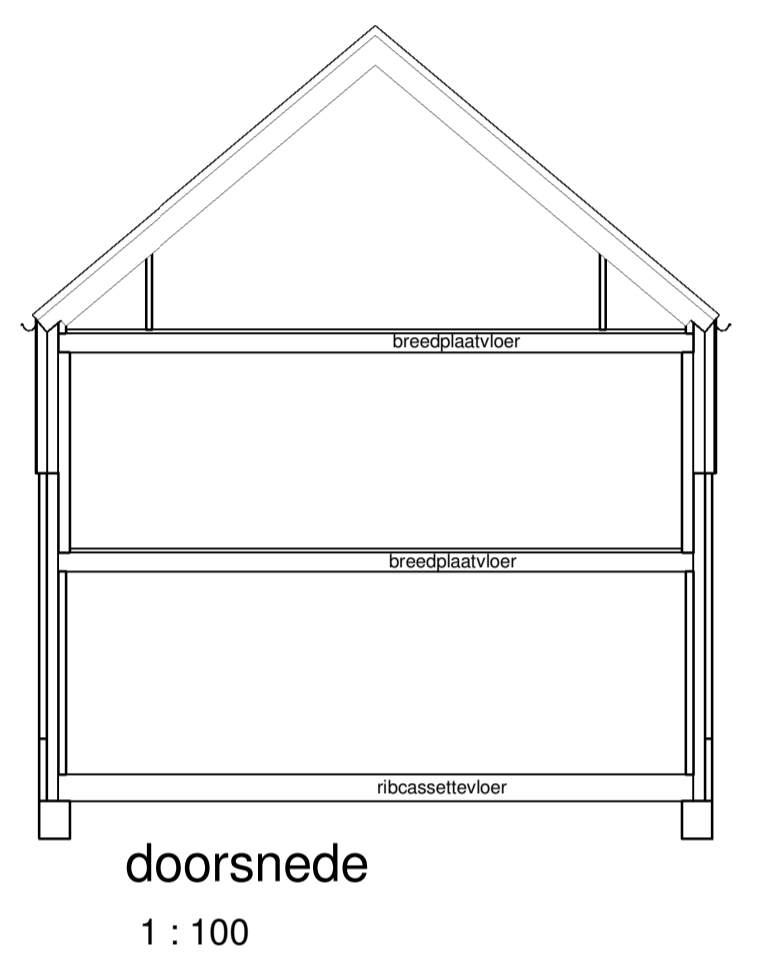 breedplaatvloer
breedplaatvloer
ribcassettevloer
doorsnede
1 : 100